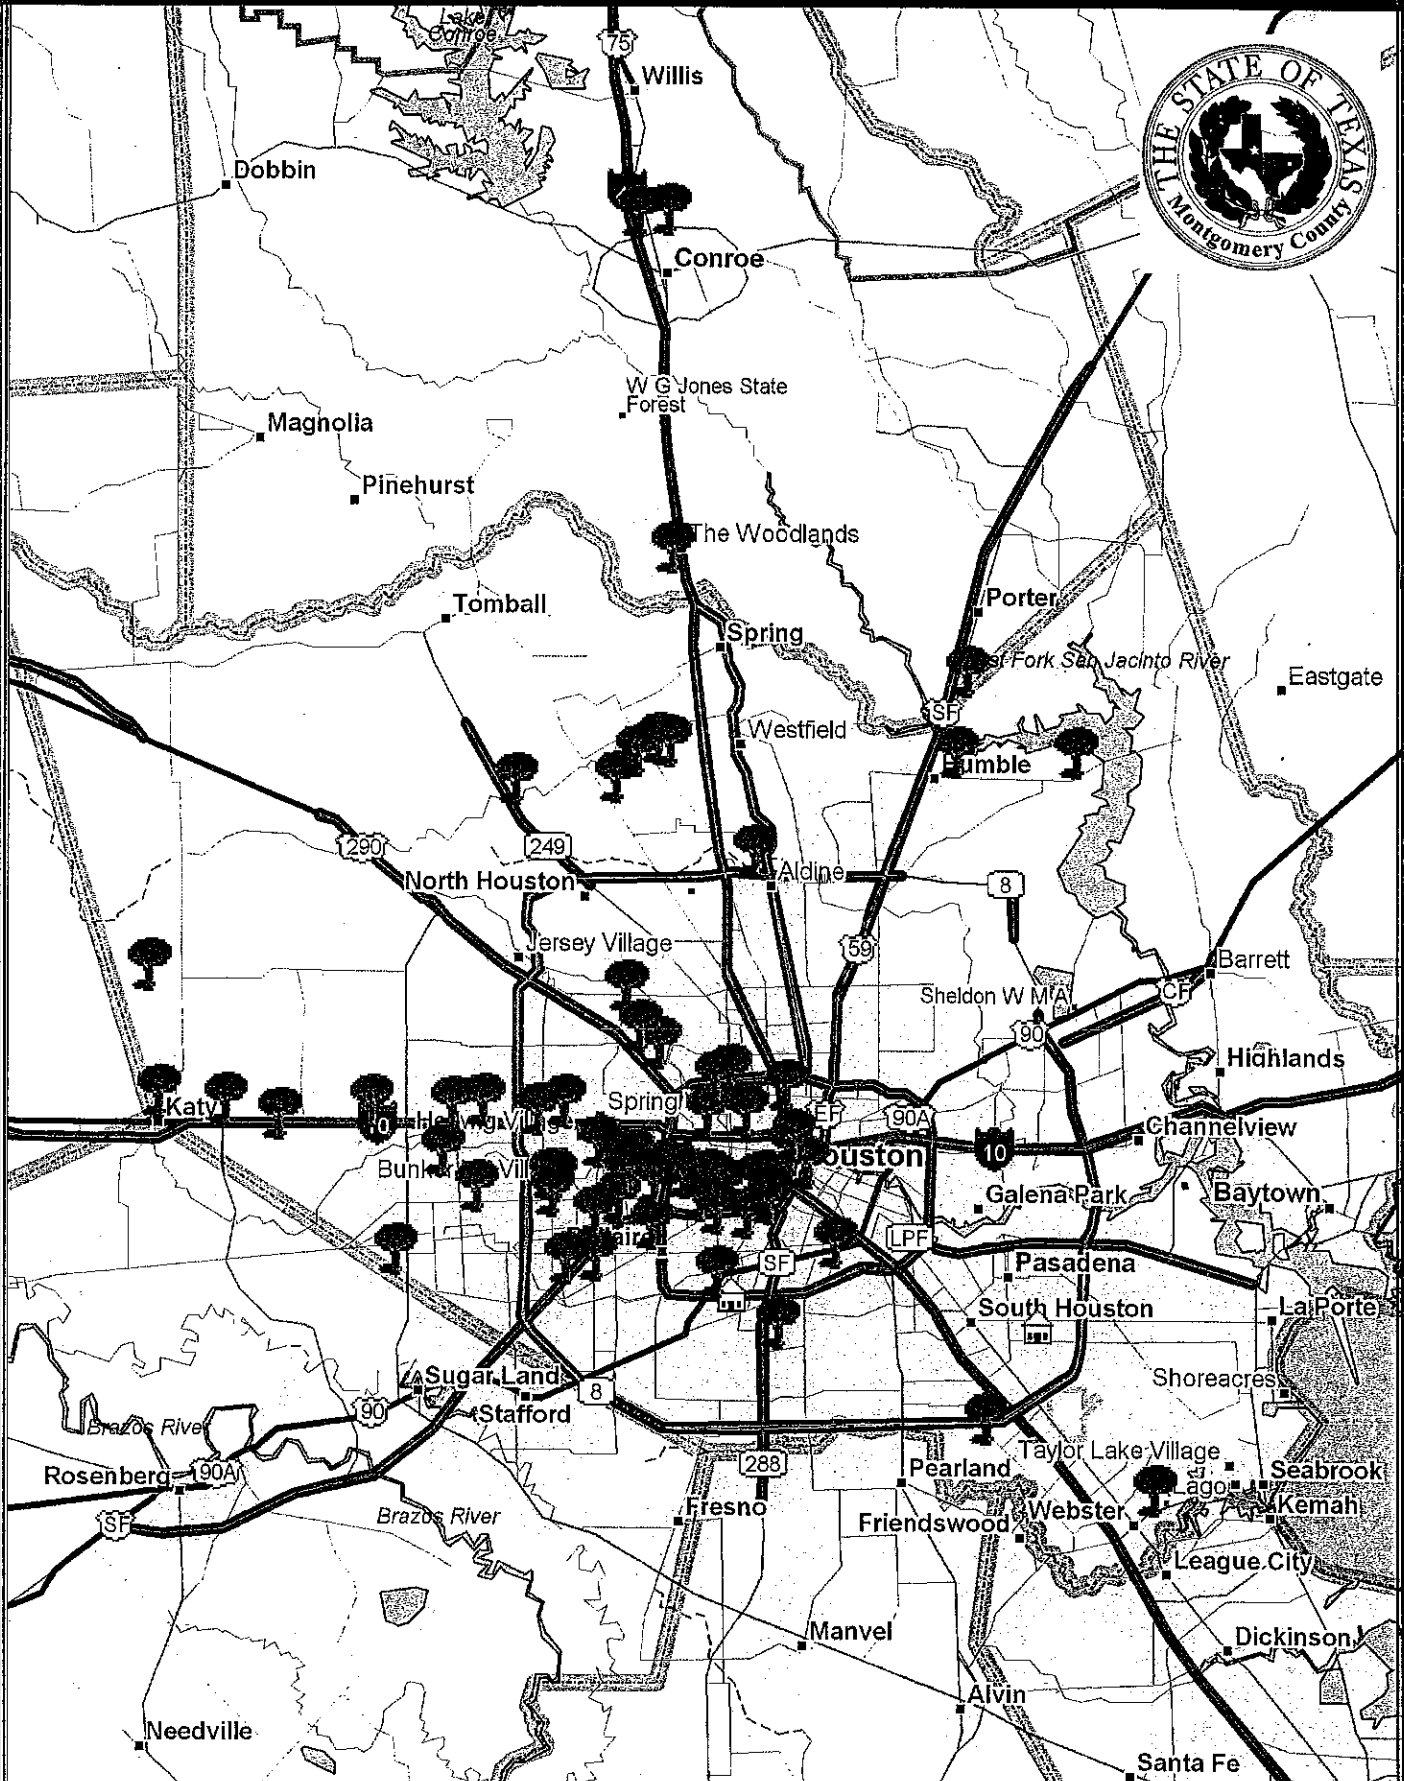 Lake
Conroe
75
Willis
THE STATE OF TEXAS
Montgomery County
Dobbin
Conroe
W G Jones State
Forest
Magnolia
Pinehurst
The Woodlands
Tomball
Porter
Spring
Fork San Jacinto River
Eastgate
SF
Westfield
Humble
290
249
North Houston
Aldine
8
Jersey Village
59
Barrett
Sheldon W M A
CF
90
Highlands
Katy
Spring
EF
90A
Channelview
Houston
10
Galena Park
Baytown
LPF
SF
Pasadena
South Houston
La Porte
Sugar Land
8
Shoreacres
90
Stafford
Brazos River
Taylor Lake Village
288
Rosenberg
90A
Pearland
Seabrook
Lago
Kemah
SF
Brazos River
Fresno
Friendswood
Webster
League City
Manvel
Dickinson
Alvin
Needville
Santa Fe